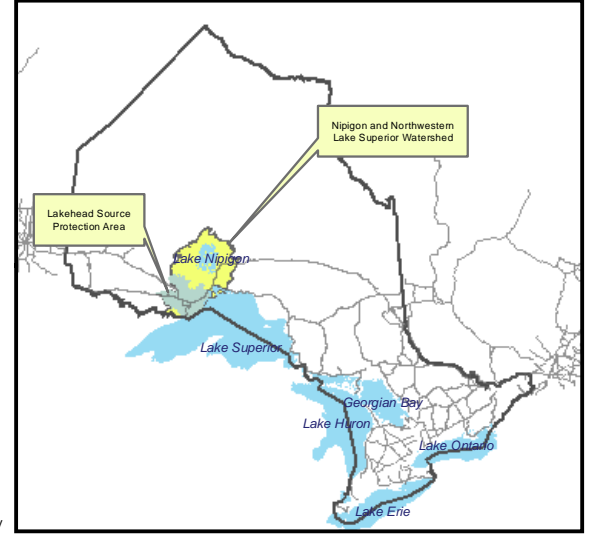 Nipigon and Northwestern
Lake Superior Watershed
Lakehead Source
Protection Area
Lake Nipigon
Lake Superior
Georgian Bay
Lake Huron
Lake Ontario
Lake Erie